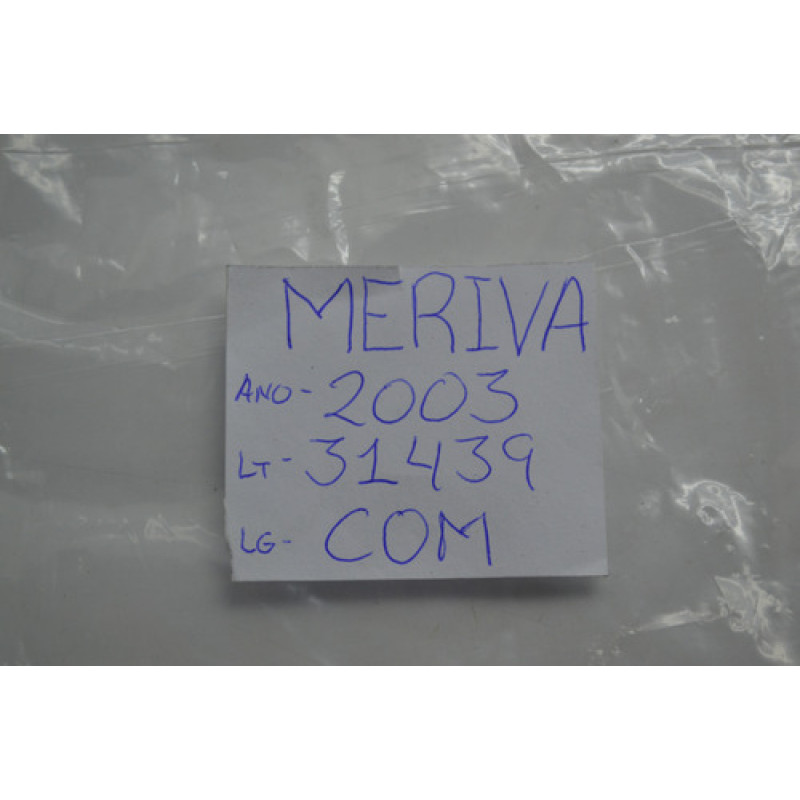 MERIVA
ANO- 2003
LT- 31439
LG- COM